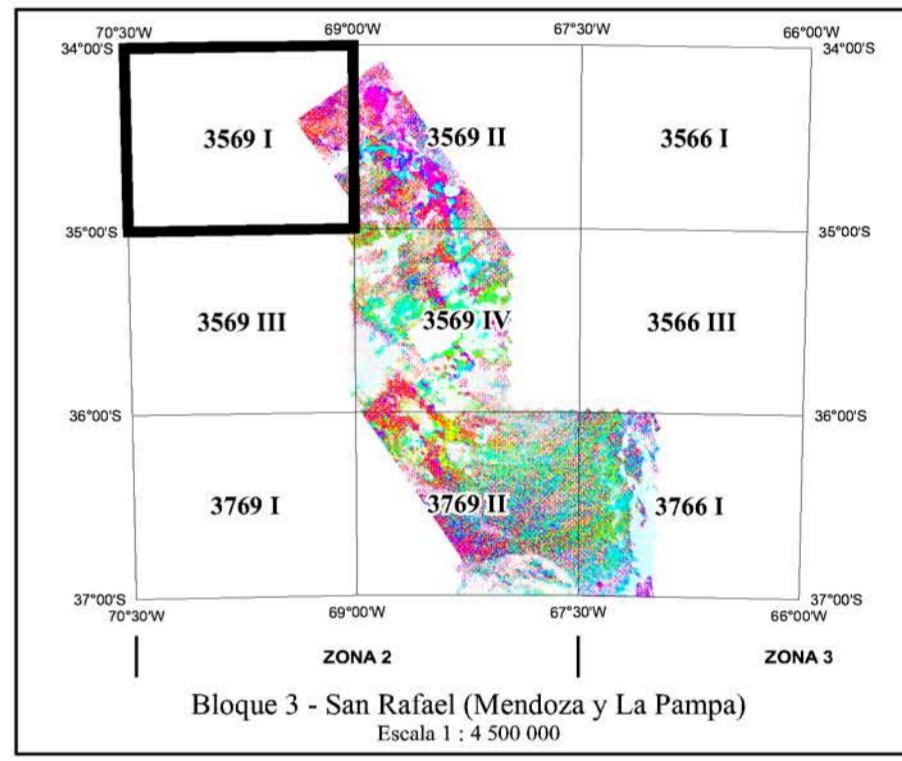 70°30'W 69°00'W 67°30'W 66°00'W
34°00'S 34°00'S
3569 I 3569 II 3566 I
35°00'S 35°00'S
3569 III 3569 IV 3566 III
36°00'S 36°00'S
3769 I 3769 II 3766 I
37°00'S 37°00'S
70°30'W 69°00'W 67°30'W 66°00'W
ZONA 2 ZONA 3
Bloque 3 - San Rafael (Mendoza y La Pampa)
Escala 1 : 4 500 000